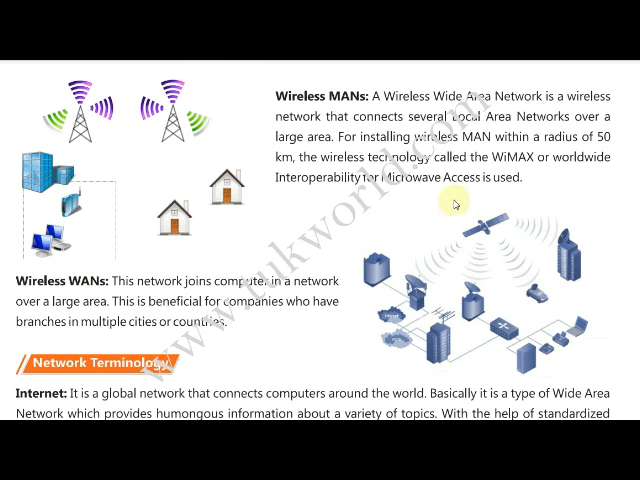 Wireless MANs: A Wireless Wide Area Network is a wireless
network that connects several Local Area Networks over a
large area. For installing wireless MAN within a radius of 50
km, the wireless technology called the WiMAX or worldwide
Interoperability for Microwave Access is used.
Wireless WANs: This network joins computer in a network
over a large area. This is beneficial for companies who have
branches in multiple cities or countries.
Network Terminology
Internet: It is a global network that connects computers around the world. Basically it is a type of Wide Area
Network which provides humongous information about a variety of topics. With the help of standardized
www.tukworld.com